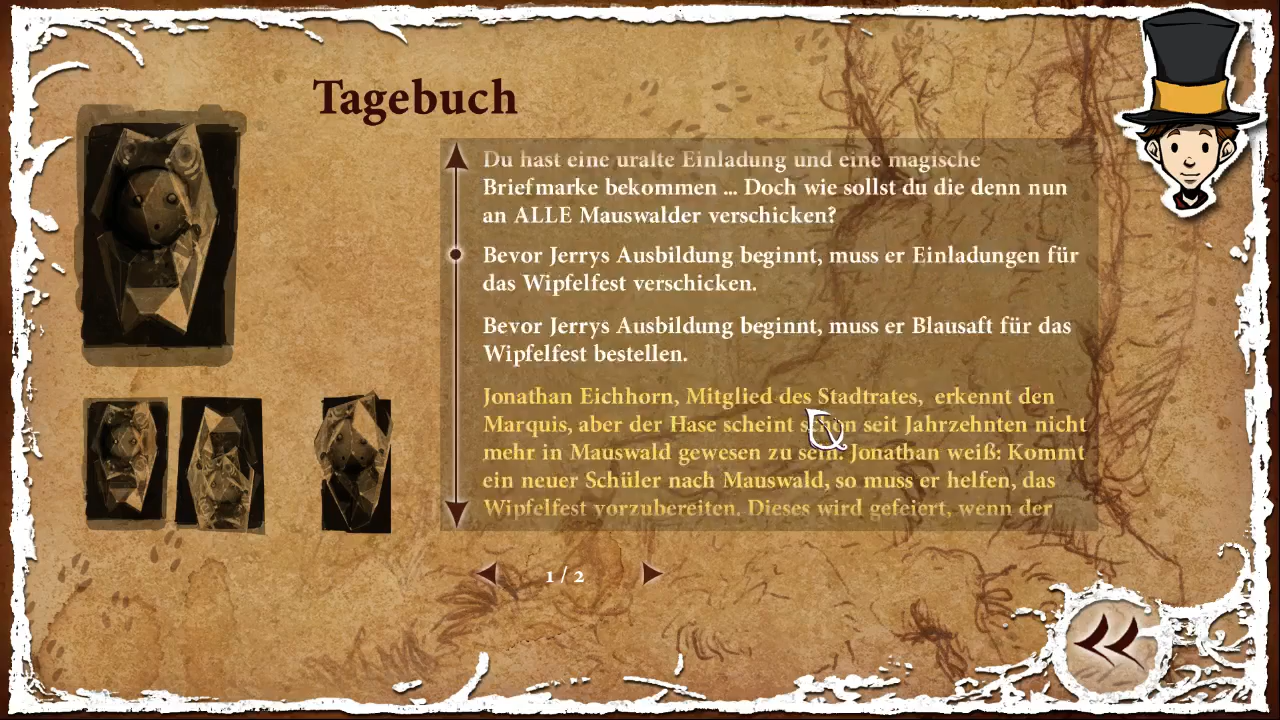 Tagebuch
Du hast eine uralte Einladung und eine magische
Briefmarke bekommen ... Doch wie sollst du die denn nun
an ALLE Mauswalder verschicken?
Bevor Jerrys Ausbildung beginnt, muss er Einladungen für
das Wipfelfest verschicken.
Bevor Jerrys Ausbildung beginnt, muss er Blausaft für das
Wipfelfest bestellen.
Jonathan Eichhorn, Mitglied des Stadtrates, erkennt den
Marquis, aber der Hase scheint schon seit Jahrzehnten nicht
mehr in Mauswald gewesen zu sein. Jonathan weiß: Kommt
ein neuer Schüler nach Mauswald, so muss er helfen, das
Wipfelfest vorzubereiten. Dieses wird gefeiert, wenn der
1 / 2